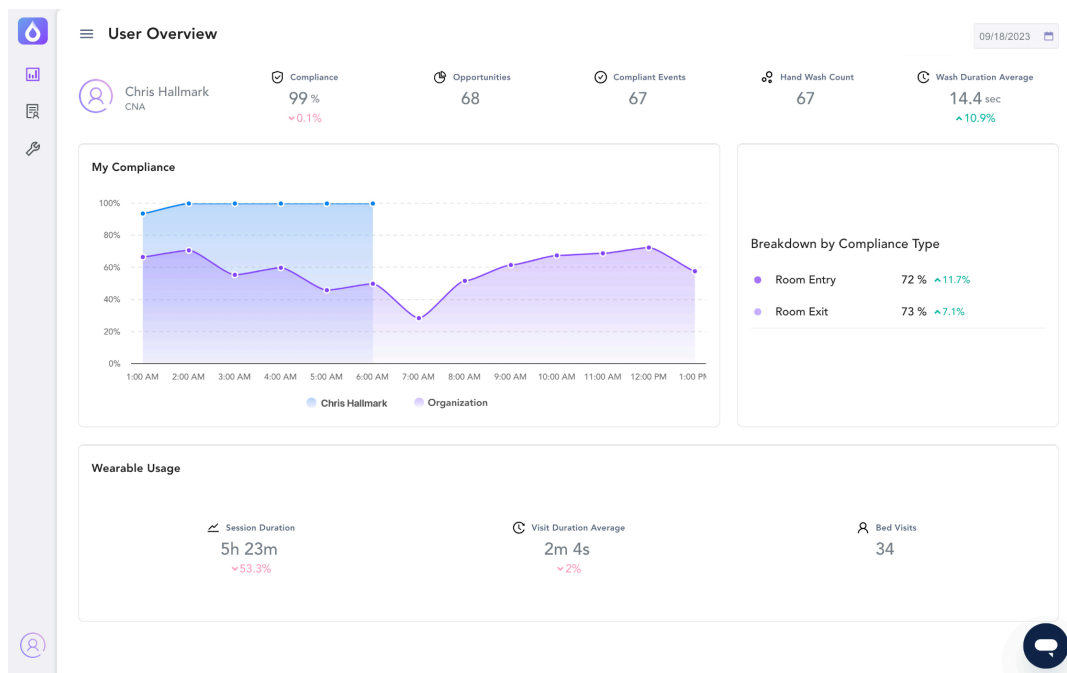 User Overview
09/18/2023
Chris Hallmark
CNA
Compliance
99 %
0.1%
Opportunities
68
Compliant Events
67
Hand Wash Count
67
Wash Duration Average
14.4 sec
10.9%
My Compliance
100%
80%
60%
40%
20%
0%
1:00 AM 2:00 AM 3:00 AM 4:00 AM 5:00 AM 6:00 AM 7:00 AM 8:00 AM 9:00 AM 10:00 AM 11:00 AM 12:00 PM 1:00 PM
Chris Hallmark Organization
Breakdown by Compliance Type
Room Entry 72 % 11.7%
Room Exit 73 % 7.1%
Wearable Usage
Session Duration
5h 23m
53.3%
Visit Duration Average
2m 4s
2%
Bed Visits
34